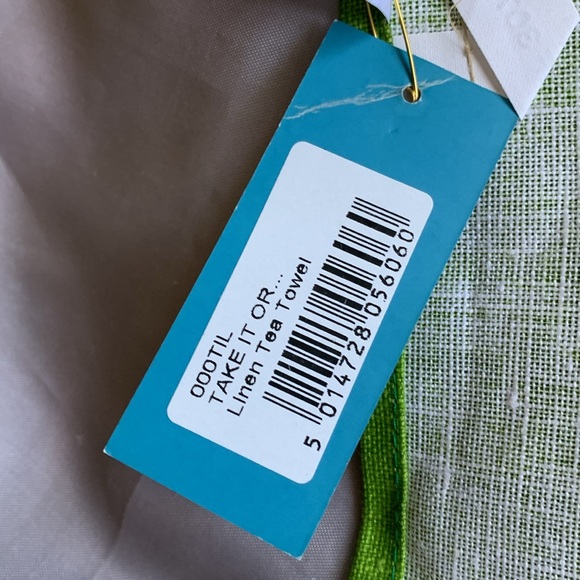 000TIL
TAKE IT OR...
Linen Tea Towel
5 014728 056060